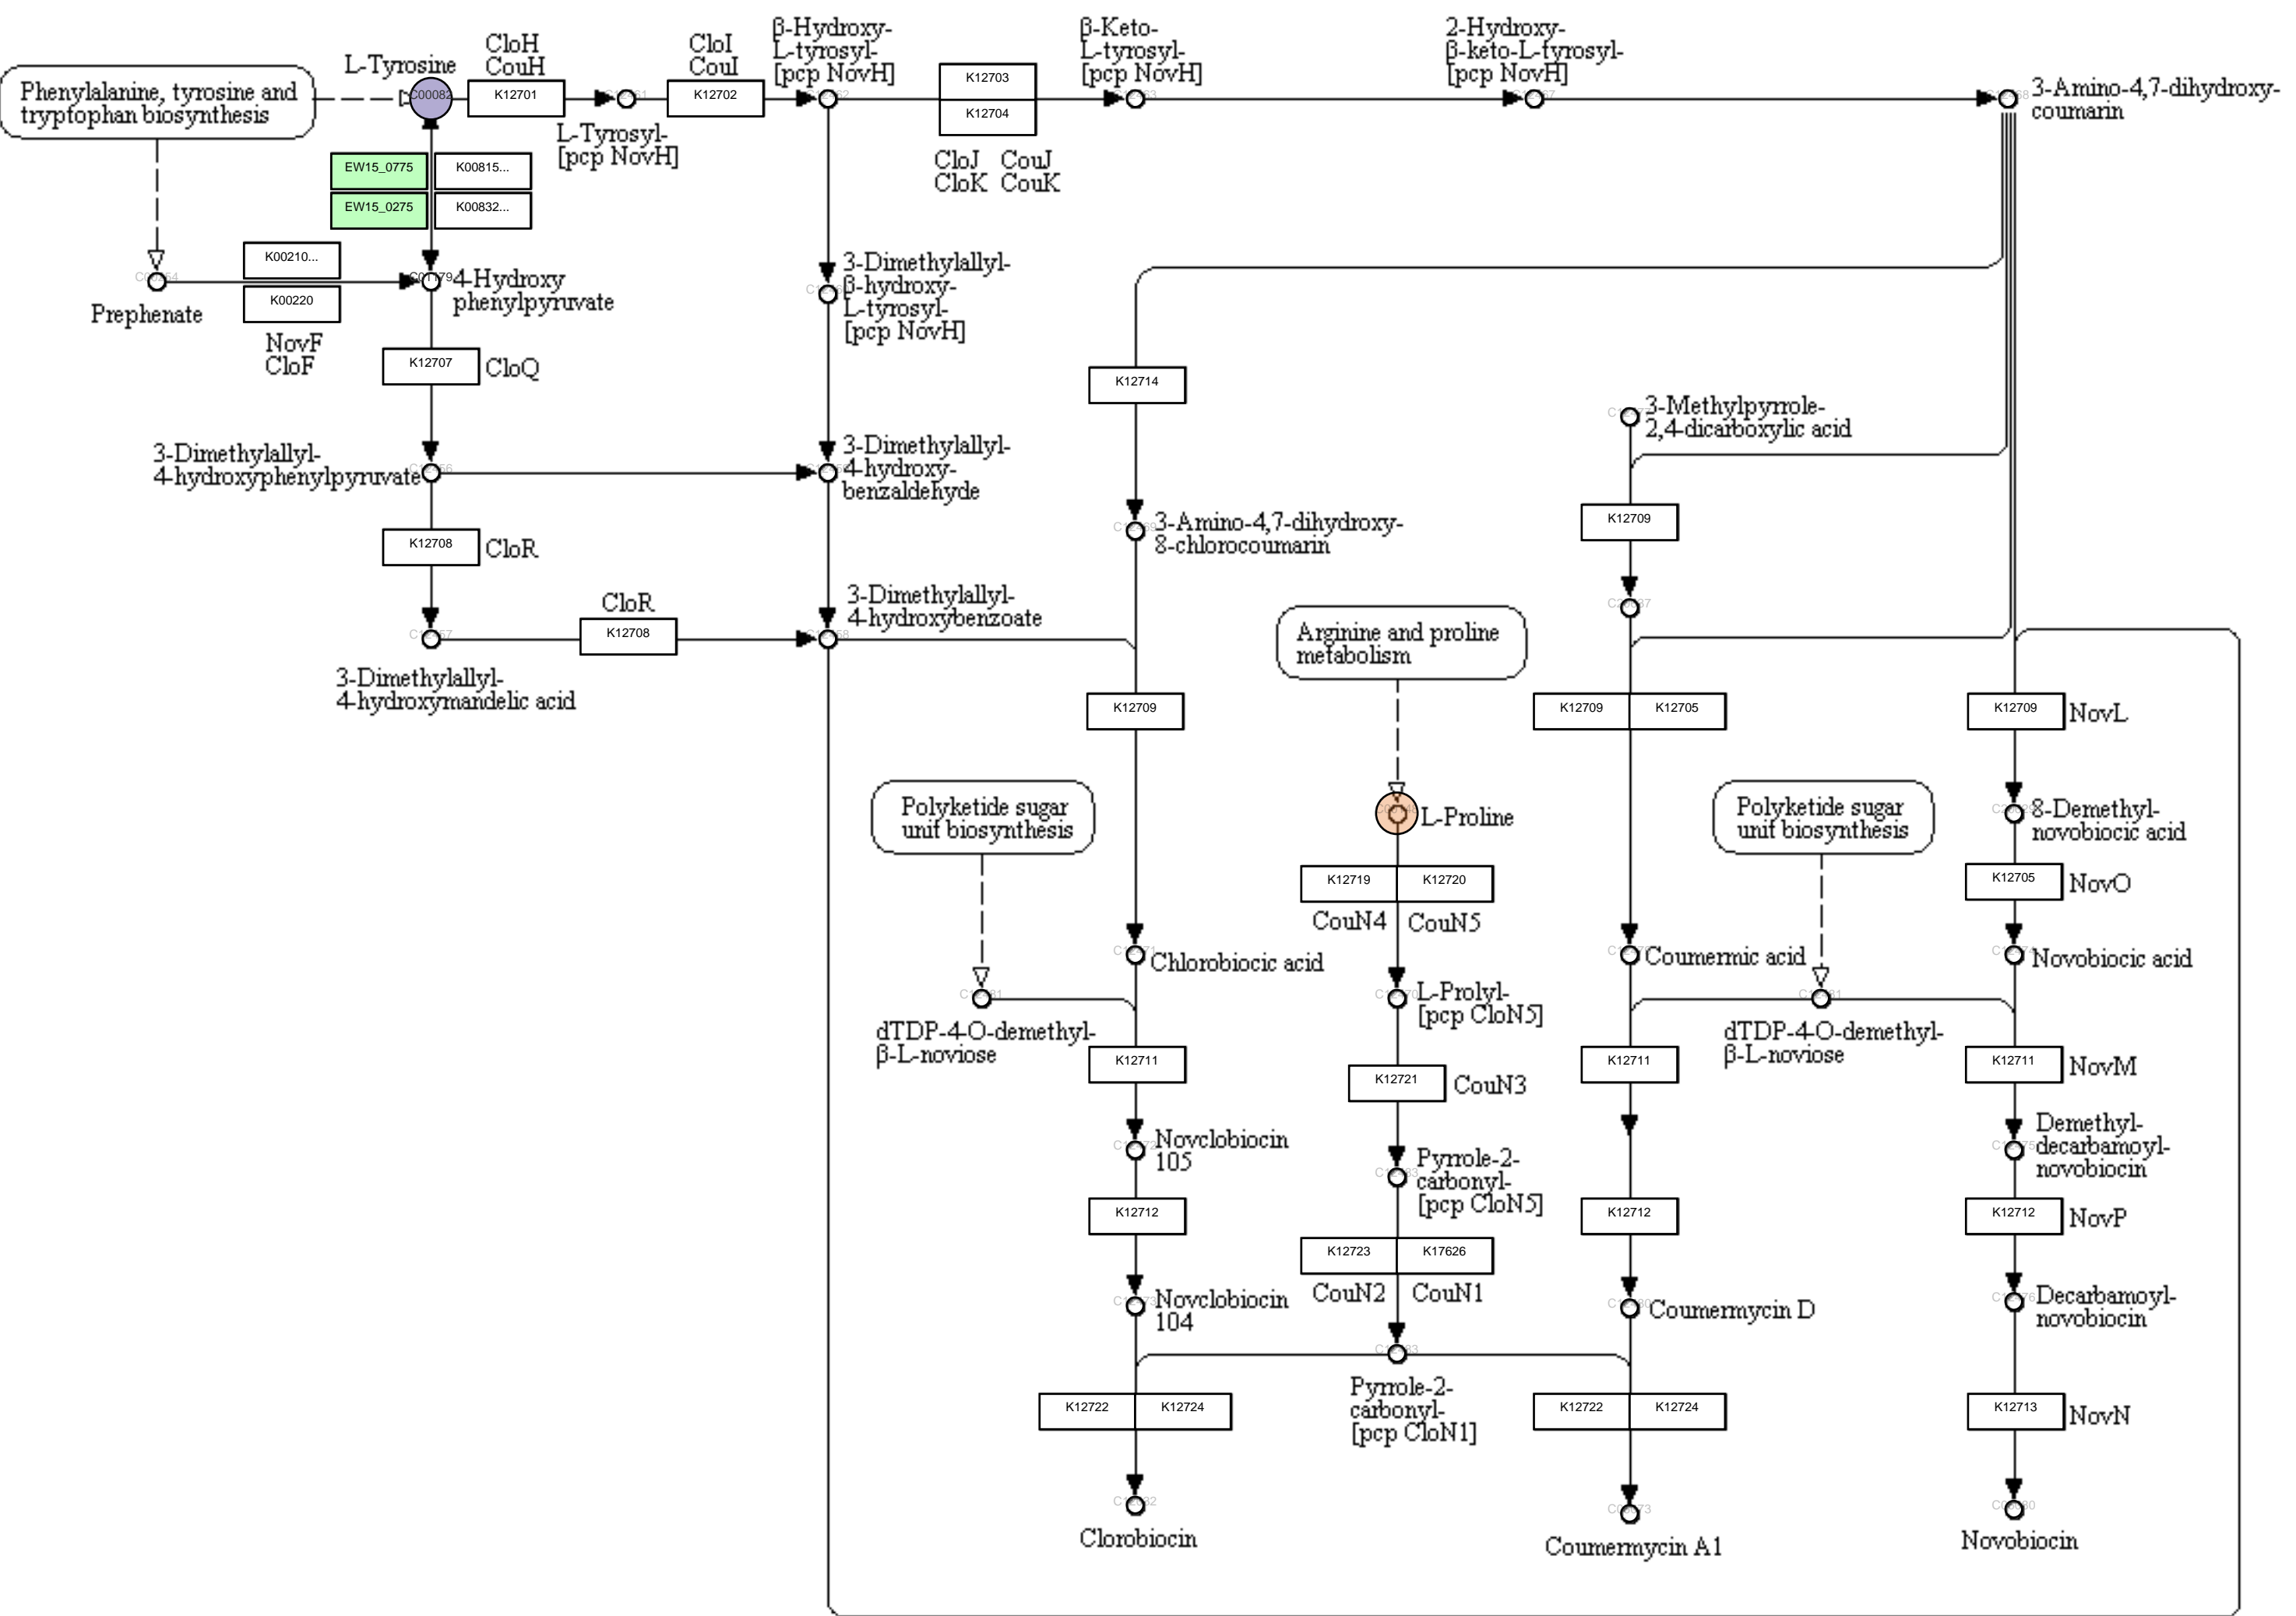 Phenylalanine, tyrosine and
tryptophan biosynthesis
L-Tyrosine
C00082
CloH
CouH
K12701
L-Tyrosyl-
[pcp NovH]
CloI
CouI
K12702
β-Hydroxy-
L-tyrosyl-
[pcp NovH]
K12703
K12704
CloJ CouJ
CloK CouK
β-Keto-
L-tyrosyl-
[pcp NovH]
2-Hydroxy-
β-keto-L-tyrosyl-
[pcp NovH]
3-Amino-4,7-dihydroxy-
coumarin
EW15_0775
K00815...
EW15_0275
K00832...
K00210...
K00220
NovF
CloF
Prephenate
4-Hydroxy
phenylpyruvate
K12707
CloQ
3-Dimethylallyl-
β-hydroxy-
L-tyrosyl-
[pcp NovH]
3-Dimethylallyl-
4-hydroxyphenylpyruvate
3-Dimethylallyl-
4-hydroxy-
benzaldehyde
K12708
CloR
CloR
K12708
3-Dimethylallyl-
4-hydroxymandelic acid
3-Dimethylallyl-
4-hydroxybenzoate
K12714
3-Amino-4,7-dihydroxy-
8-chlorocoumarin
3-Methylpyrrole-
2,4-dicarboxylic acid
K12709
Arginine and proline
metabolism
K12709
K12709
K12705
K12709
NovL
Polyketide sugar
unif biosynthesis
L-Proline
Polyketide sugar
unif biosynthesis
8-Demethyl-
novobiocic acid
K12719
K12720
CouN4
CouN5
K12705
NovO
Chlorobiocic acid
Coumermic acid
Novobiocic acid
L-Prolyl-
[pcp CloN5]
dTDP-4-O-demethyl-
β-L-noviose
dTDP-4-O-demethyl-
β-L-noviose
K12711
K12721
CouN3
K12711
K12711
NovM
Novclobiocin
105
Pyrrole-2-
carbonyl-
[pcp CloN5]
Demethyl-
decarbamoyl-
novobiocin
K12712
K12712
K12712
NovP
K12723
K17626
CouN2
CouN1
Novclobiocin
104
Coumermycin D
Decarbamoyl-
novobiocin
Pyrrole-2-
carbonyl-
[pcp CloN1]
K12722
K12724
K12722
K12724
K12713
NovN
Clorobiocin
Coumermycin A1
Novobiocin